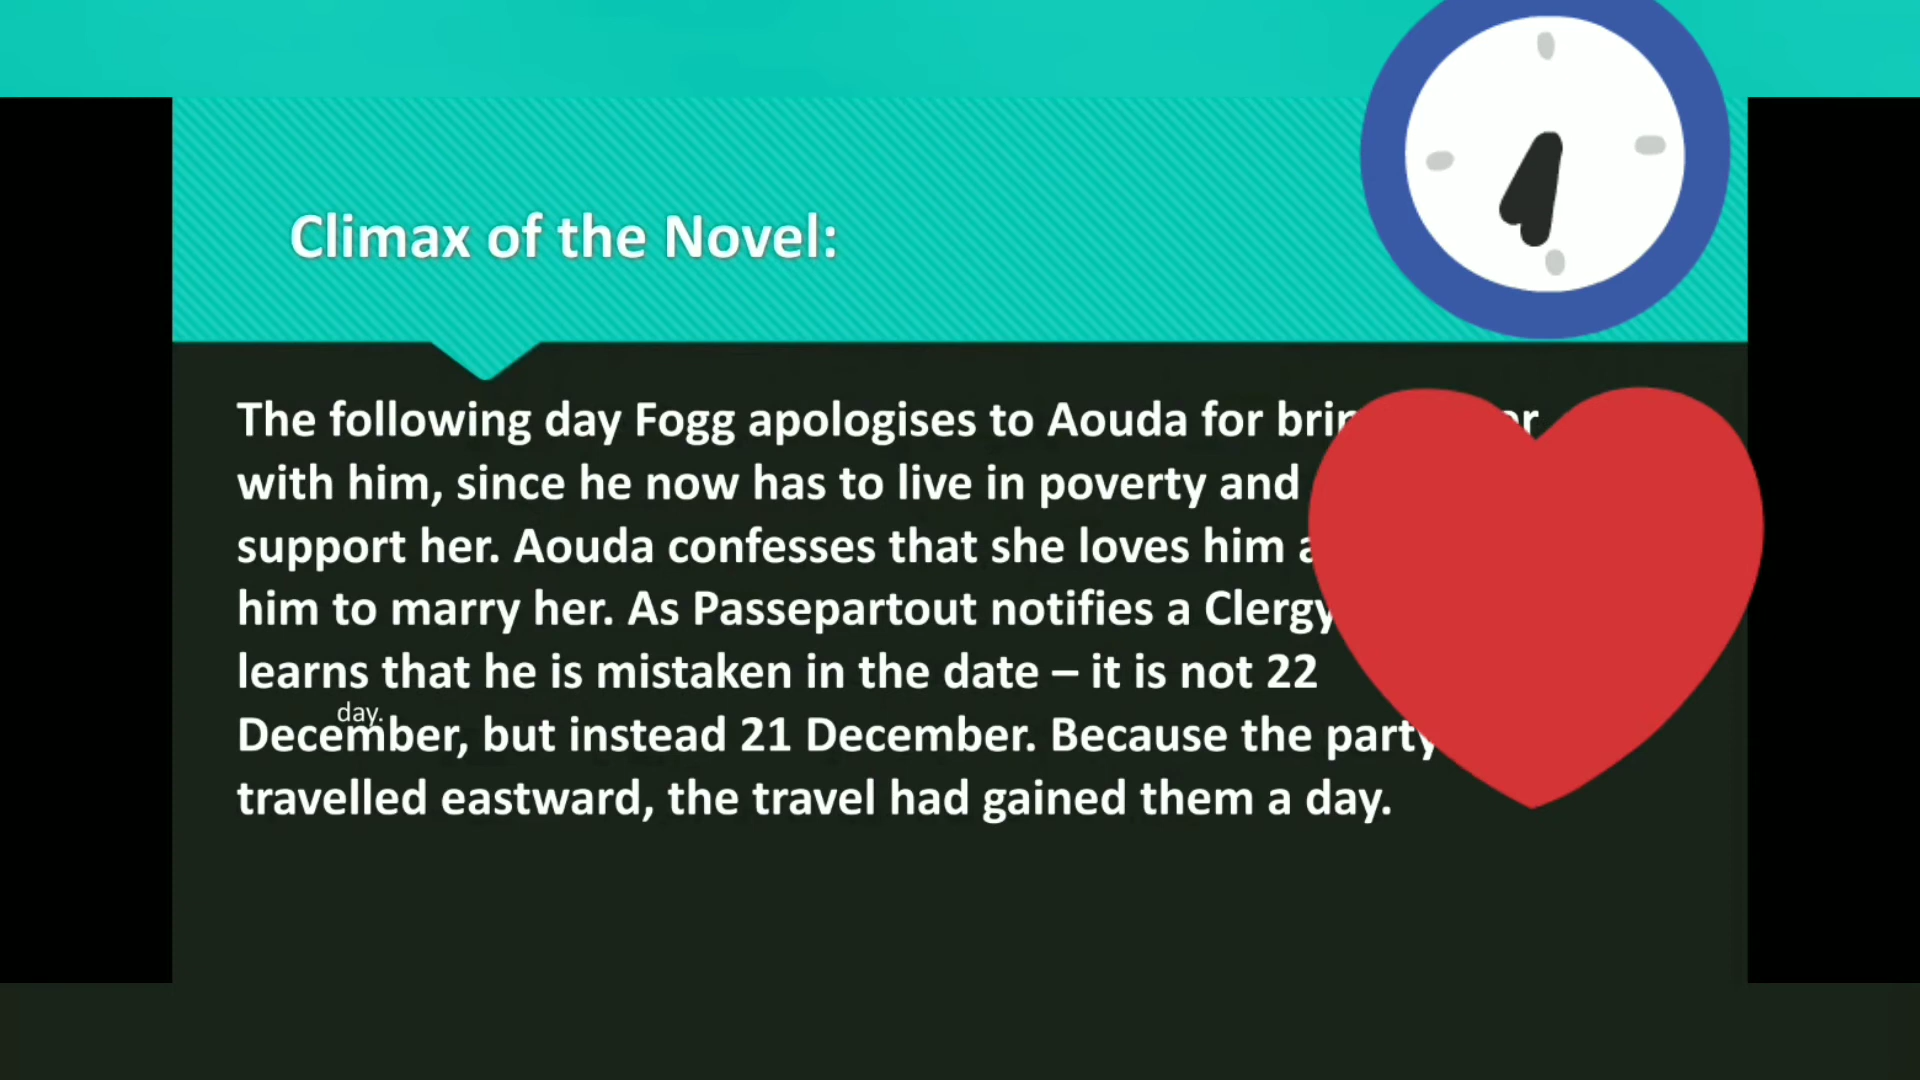 Climax of the Novel:
The following day Fogg apologises to Aouda for
with him, since he now has to live in poverty and
support her. Aouda confesses that she loves him
him to marry her. As Passepartout notifies a
learns that he is mistaken in the date – it is not 22
day.
December, but instead 21 December. Because the party
travelled eastward, the travel had gained them a day.